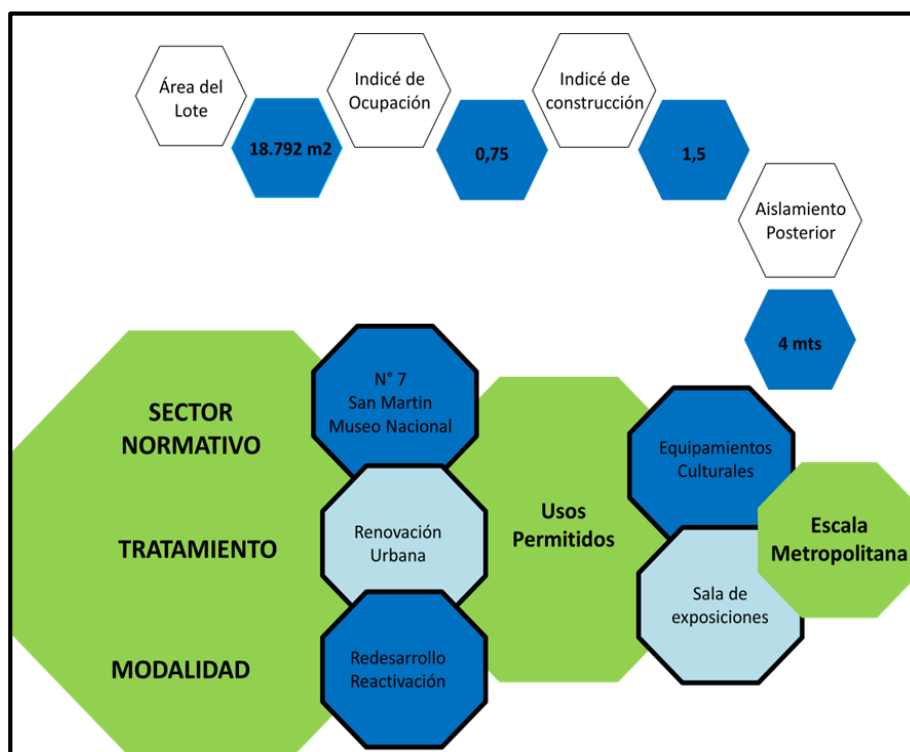 Área del
Lote
18.792 m2
Indicé de
Ocupación
0,75
Indicé de
construcción
1,5
Aislamiento
Posterior
4 mts
SECTOR
NORMATIVO
N° 7
San Martin
Museo Nacional
TRATAMIENTO
Renovación
Urbana
MODALIDAD
Redesarrollo
Reactivación
Usos
Permitidos
Equipamientos
Culturales
Sala de
exposiciones
Escala
Metropolitana